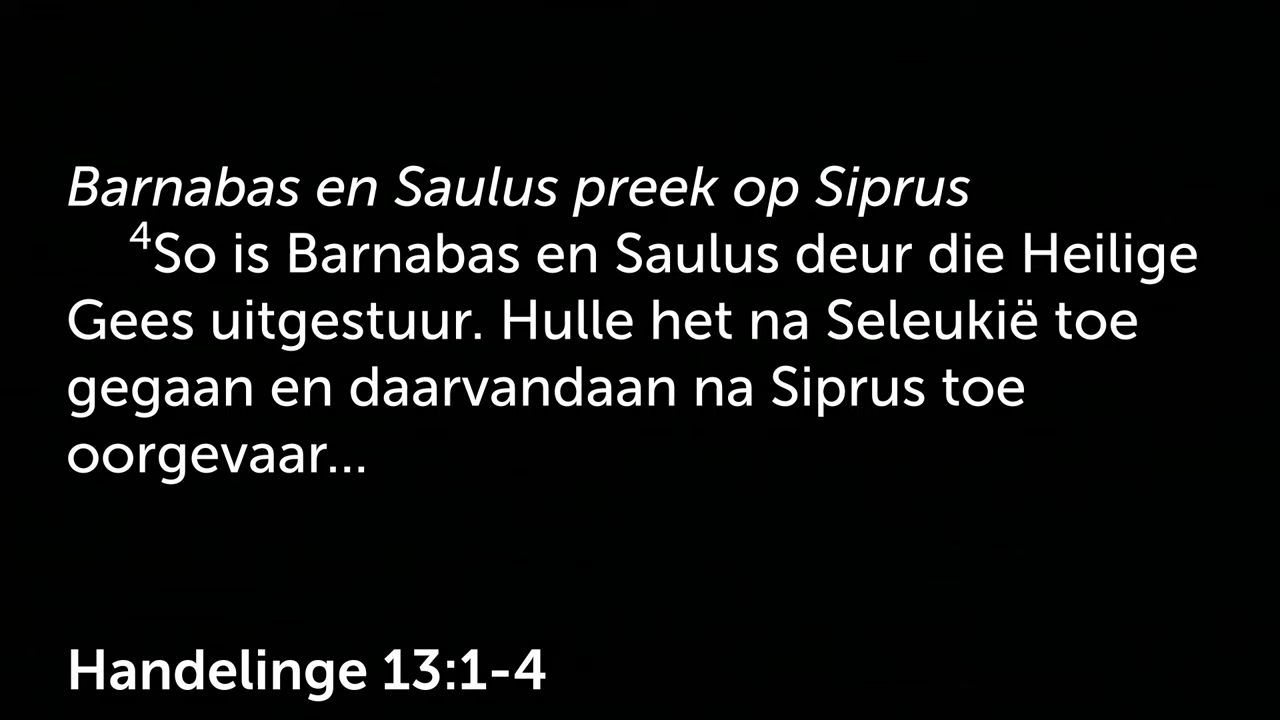 Barnabas en Saulus preek op Siprus
⁴So is Barnabas en Saulus deur die Heilige
Gees uitgestuur. Hulle het na Seleukië toe
gegaan en daarvandaan na Siprus toe
oorgevaar...
Handelinge 13:1-4